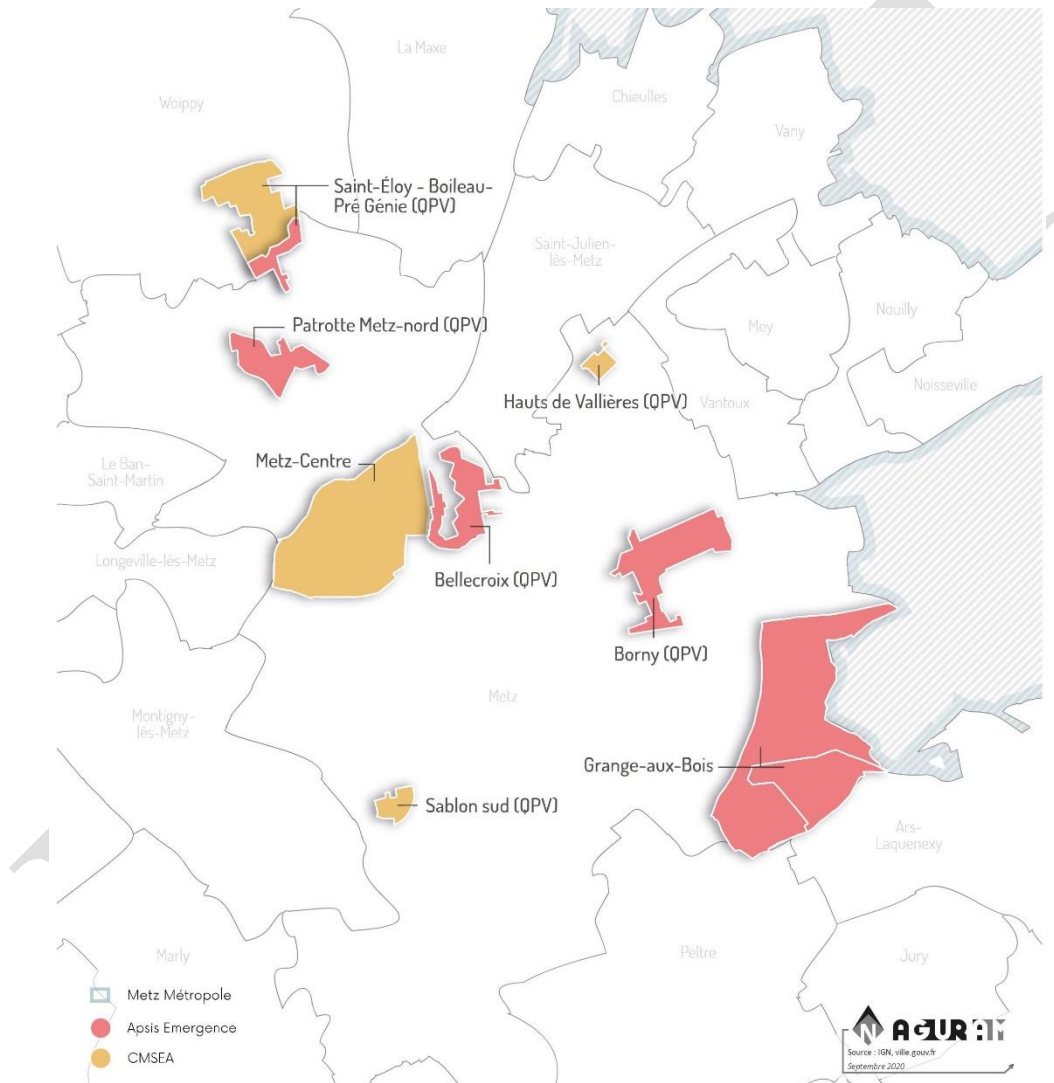 La Maxe
Woippy
Chieulles
Vany
Saint-Éloy - Boileau-
Pré Génie (QPV)
Saint-Julien-
lès-Metz
Nouilly
Patrotte Metz-nord (QPV)
Mey
Noisseville
Hauts de Vallières (QPV)
Vantoux
Metz-Centre
Le Ban-
Saint-Martin
Longeville-lès-Metz
Bellecroix (QPV)
Borny (QPV)
Metz
Montigny-
lès-Metz
Grange-aux-Bois
Sablon sud (QPV)
Ars-
Laquenexy
Marly
Peltre
Jury
Metz Métropole
Apsis Emergence
CMSEA
N AGURAM
Source : IGN, ville.gouv.fr
Septembre 2020